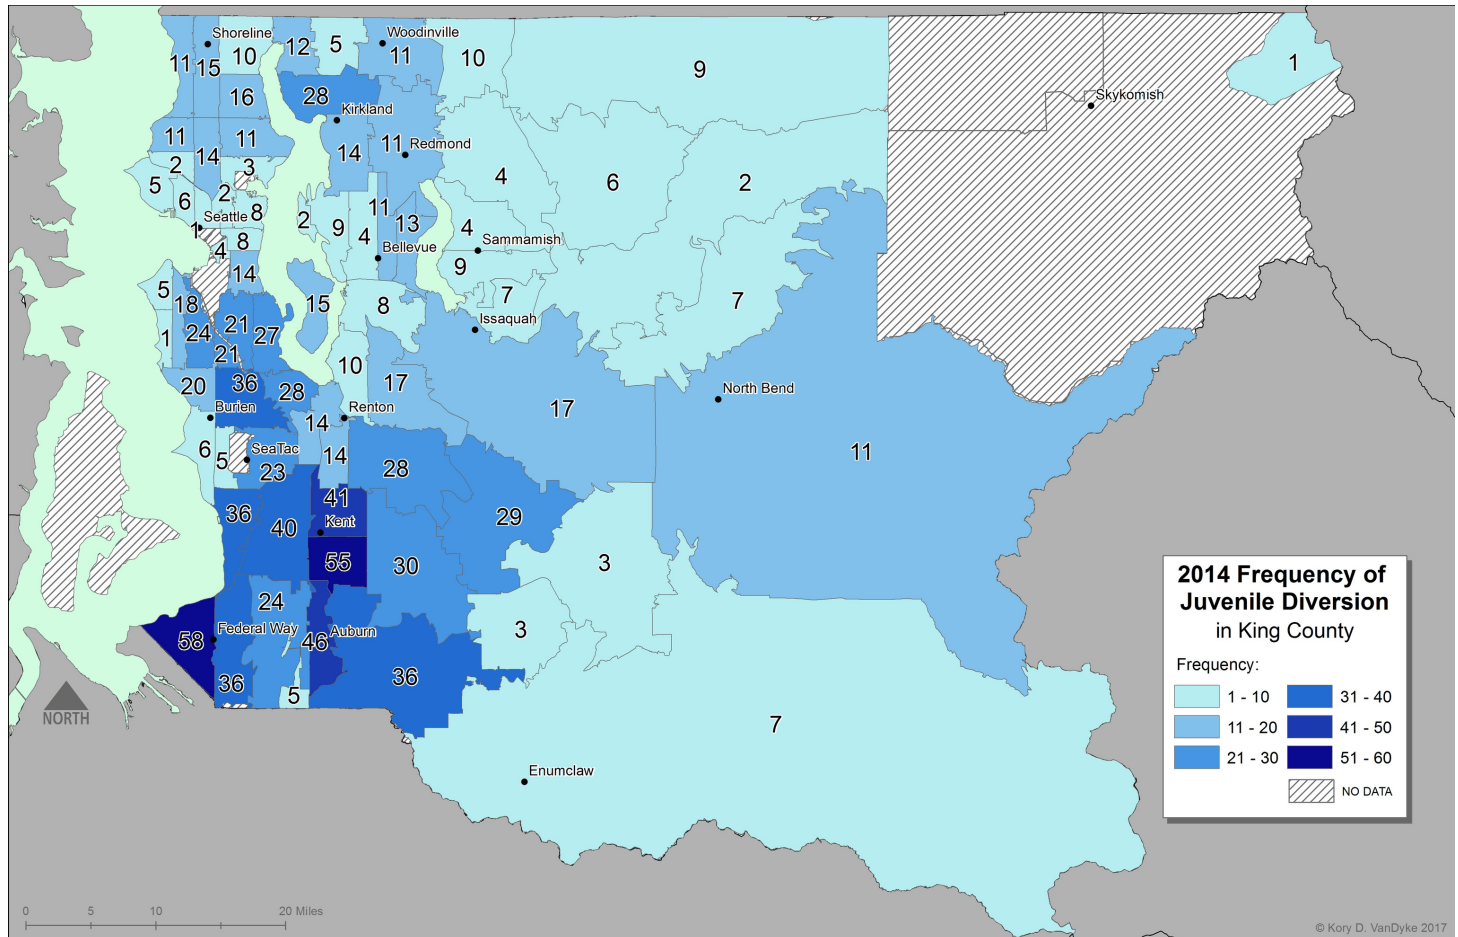 Shoreline
12
5
Woodinville
11
15
10
11
10
9
1
16
28
Kirkland
Skykomish
11
14
11
14
11
Redmond
2
3
5
6
2
8
4
6
2
Seattle
1
4
8
2
9
4
11
13
Bellevue
4
Sammamish
9
14
5
18
15
8
7
7
Issaquah
1
24
21
27
21
10
20
36
28
17
17
North Bend
Burien
14
Renton
11
6
5
SeaTac
23
14
28
36
40
41
Kent
29
55
30
3
24
58
Federal Way
46
Auburn
3
36
5
36
7
Enumclaw
NORTH
2014 Frequency of
Juvenile Diversion
in King County
Frequency:
1 - 10
31 - 40
11 - 20
41 - 50
21 - 30
51 - 60
NO DATA
0 5 10 20 Miles
© Kory D. VanDyke 2017